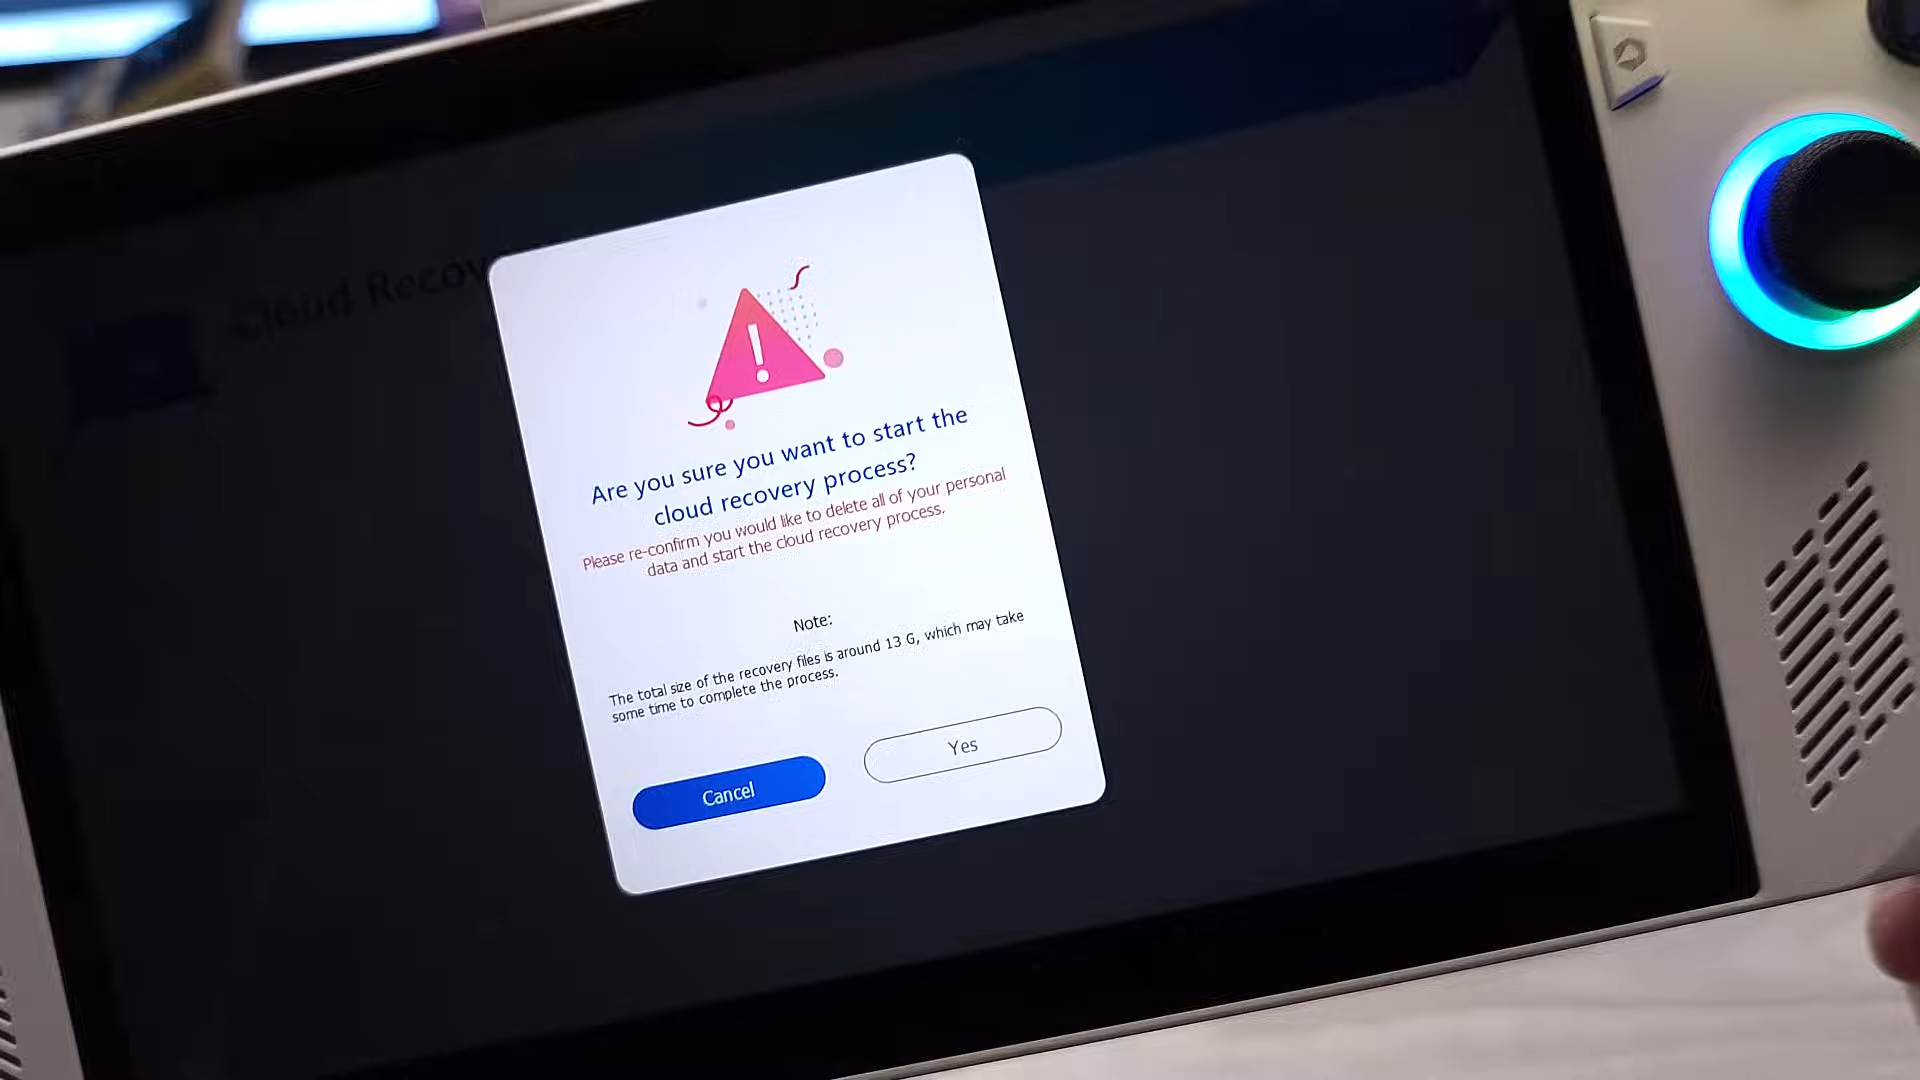 Cloud Recov
Are you sure you want to start the
cloud recovery process?
Please re-confirm you would like to delete all of your personal
data and start the cloud recovery process.
Note:
The total size of the recovery files is around 13 G, which may take
some time to complete the process.
Cancel
Yes